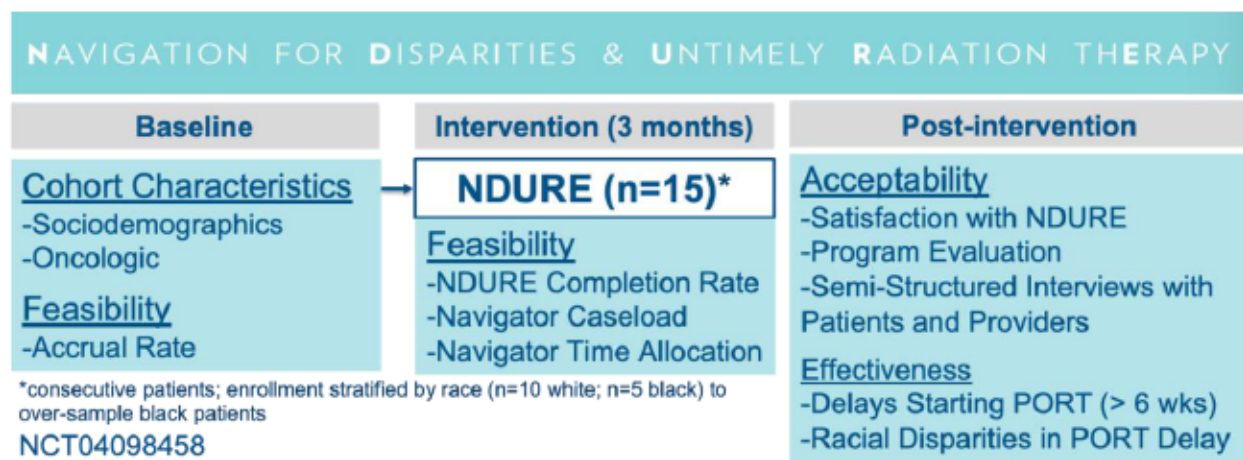 NAVIGATION FOR DISPARITIES & UNTIMELY RADIATION THERAPY
Baseline
Cohort Characteristics
-Sociodemographics
-Oncologic
Feasibility
-Accrual Rate
Intervention (3 months)
NDURE (n=15)*
Feasibility
-NDURE Completion Rate
-Navigator Caseload
-Navigator Time Allocation
Post-intervention
Acceptability
-Satisfaction with NDURE
-Program Evaluation
-Semi-Structured Interviews with
Patients and Providers
Effectiveness
-Delays Starting PORT (> 6 wks)
-Racial Disparities in PORT Delay
*consecutive patients; enrollment stratified by race (n=10 white; n=5 black) to
over-sample black patients
NCT04098458